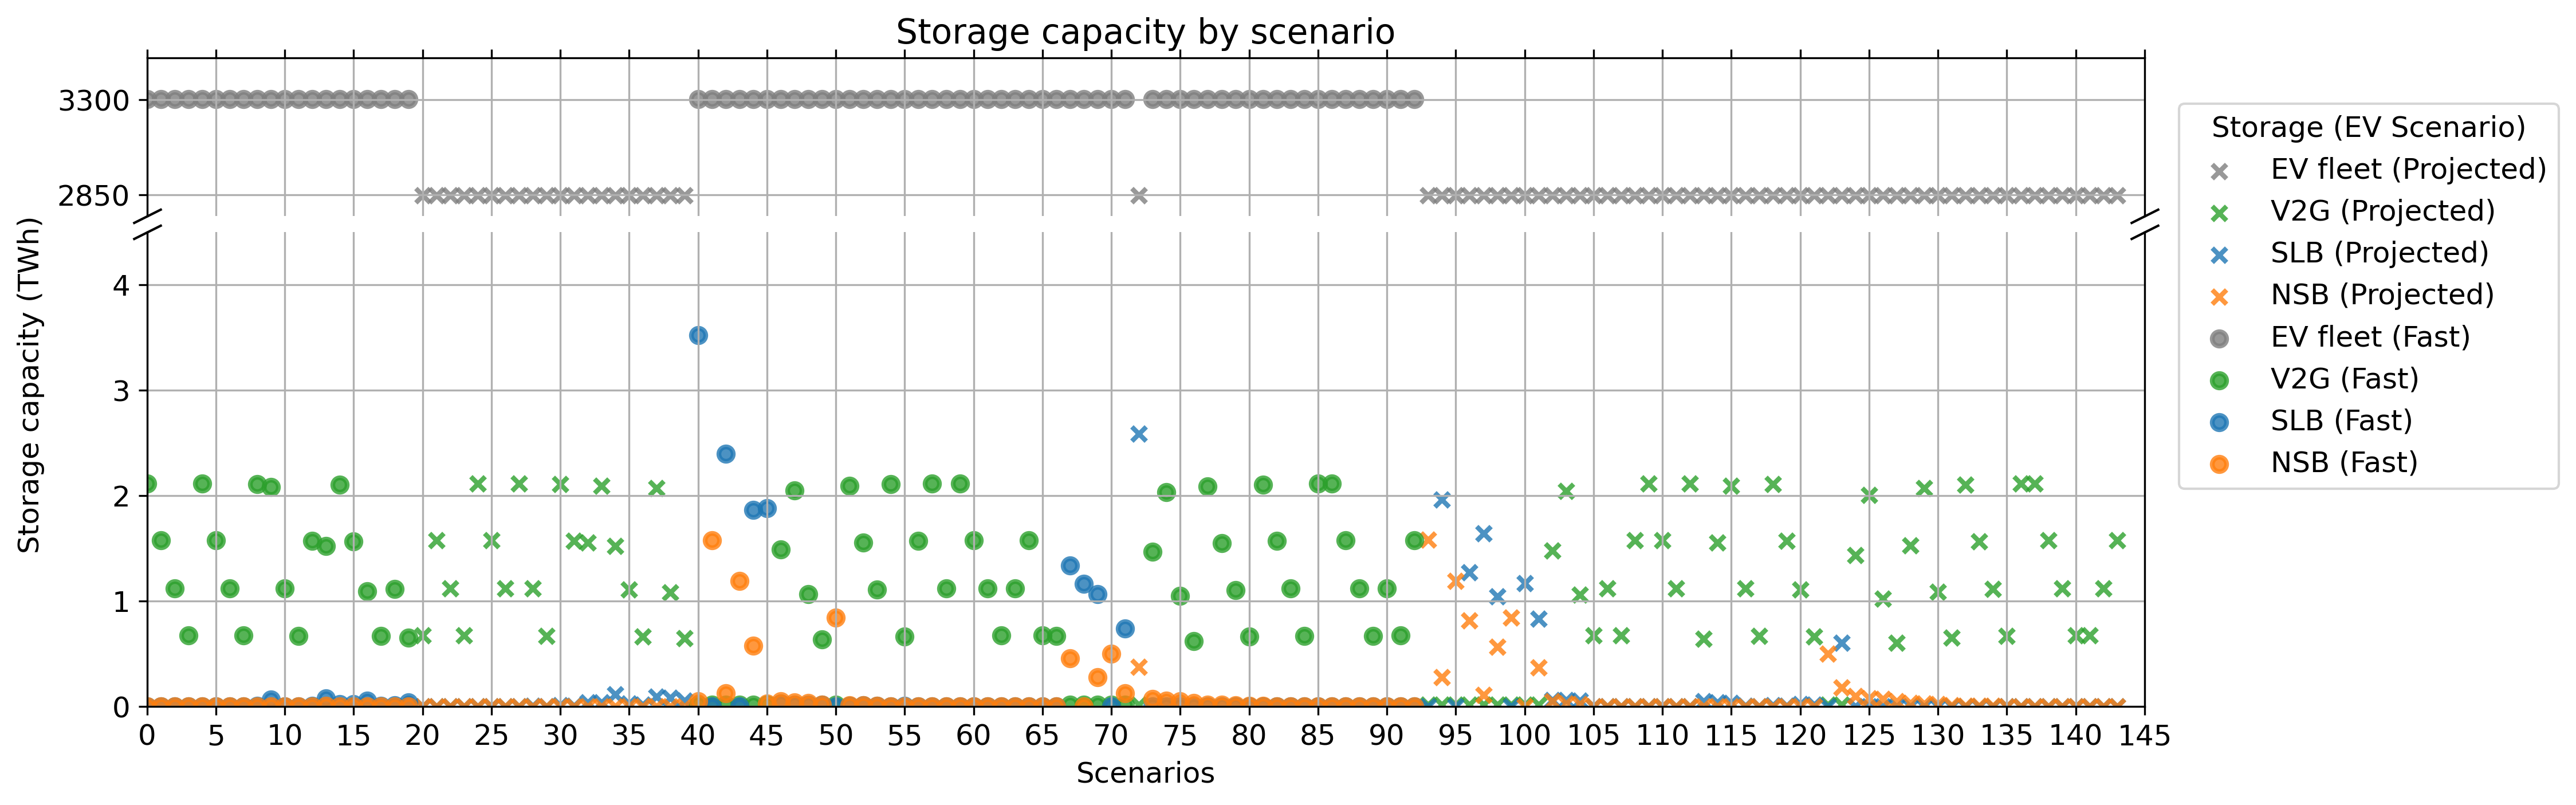 Storage capacity by scenario
3300
2850
4
3
2
1
0
Storage capacity (TWh)
0 5 10 15 20 25 30 35 40 45 50 55 60 65 70 75 80 85 90 95 100 105 110 115 120 125 130 135 140 145
Scenarios
Storage (EV Scenario)
EV fleet (Projected)
V2G (Projected)
SLB (Projected)
NSB (Projected)
EV fleet (Fast)
V2G (Fast)
SLB (Fast)
NSB (Fast)